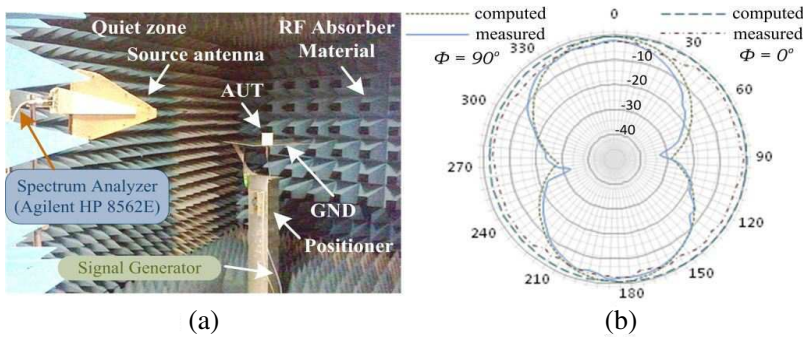 Quiet zone
Source antenna
RF Absorber
Material
AUT
Spectrum Analyzer
(Agilent HP 8562E)
GND
Positioner
Signal Generator
(a)
computed
measured
Φ = 90°
computed
measured
Φ = 0°
0
30
60
90
120
150
180
210
240
270
300
330
-10
-20
-30
-40
(b)